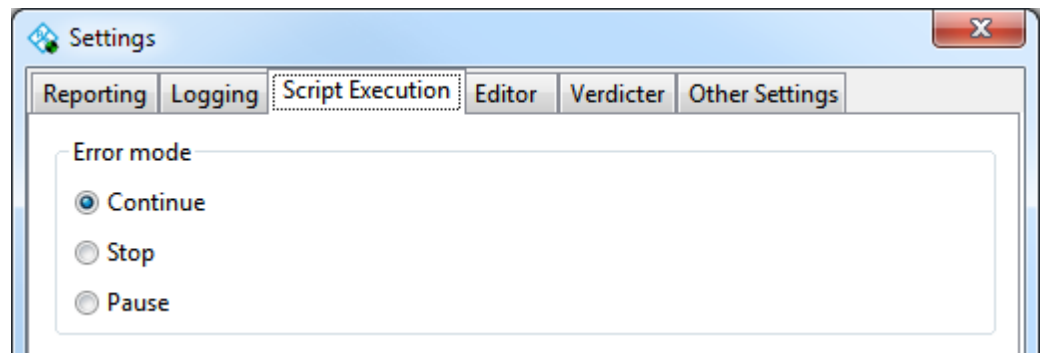 Settings
Reporting Logging Script Execution Editor Verdicter Other Settings
Error mode
Continue
Stop
Pause